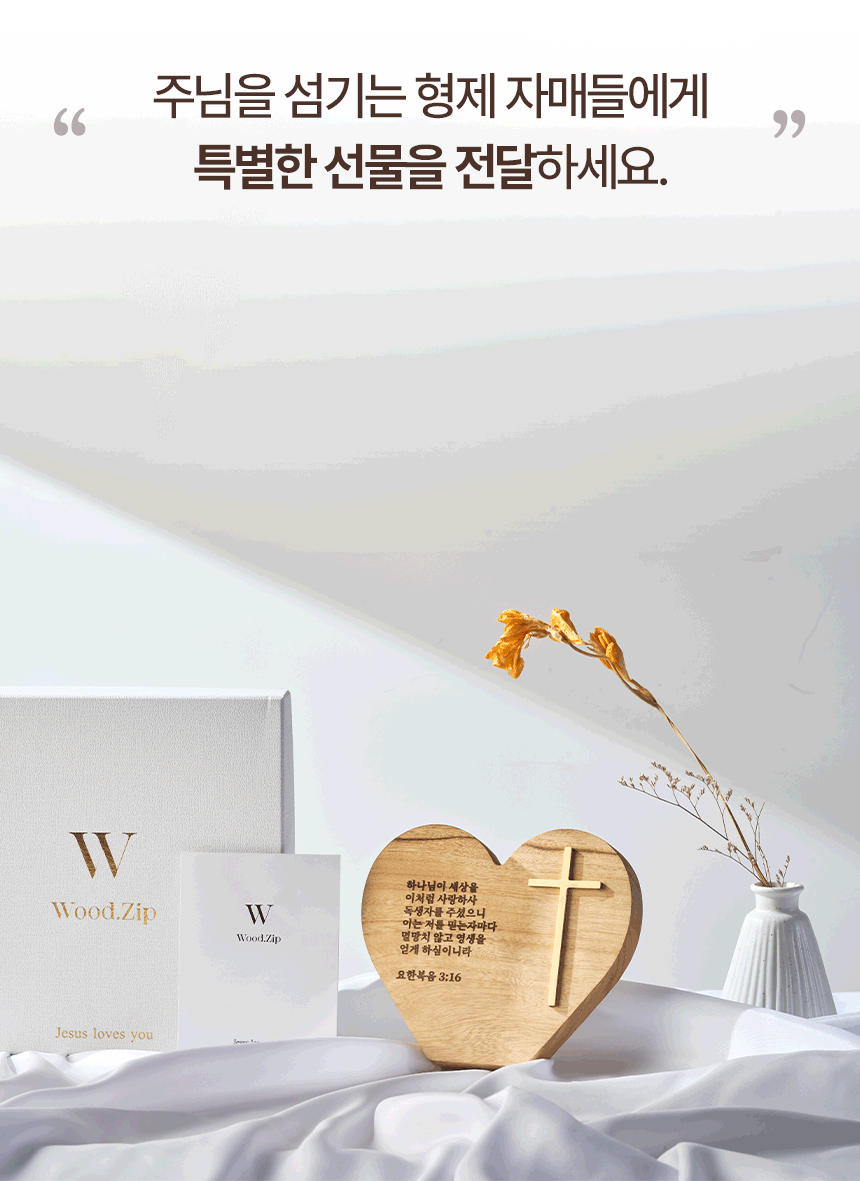 “ 주님을 섬기는 형제 자매들에게 ”
특별한 선물을 전달하세요.
W
Wood.Zip
Jesus loves you
W
Wood.Zip
하나님이 세상을
이처럼 사랑하사
독생자를 주셨으니
이는 저를 믿는자마다
멸망치 않고 영생을
얻게 하심이니라
요한복음 3:16